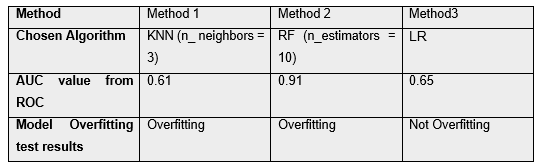 Method Method 1 Method 2 Method3
Chosen Algorithm KNN (n_ neighbors = RF (n_estimators = LR
3) 10)
AUC value from 0.61 0.91 0.65
ROC
Model Overfitting Overfitting Overfitting Not Overfitting
test results